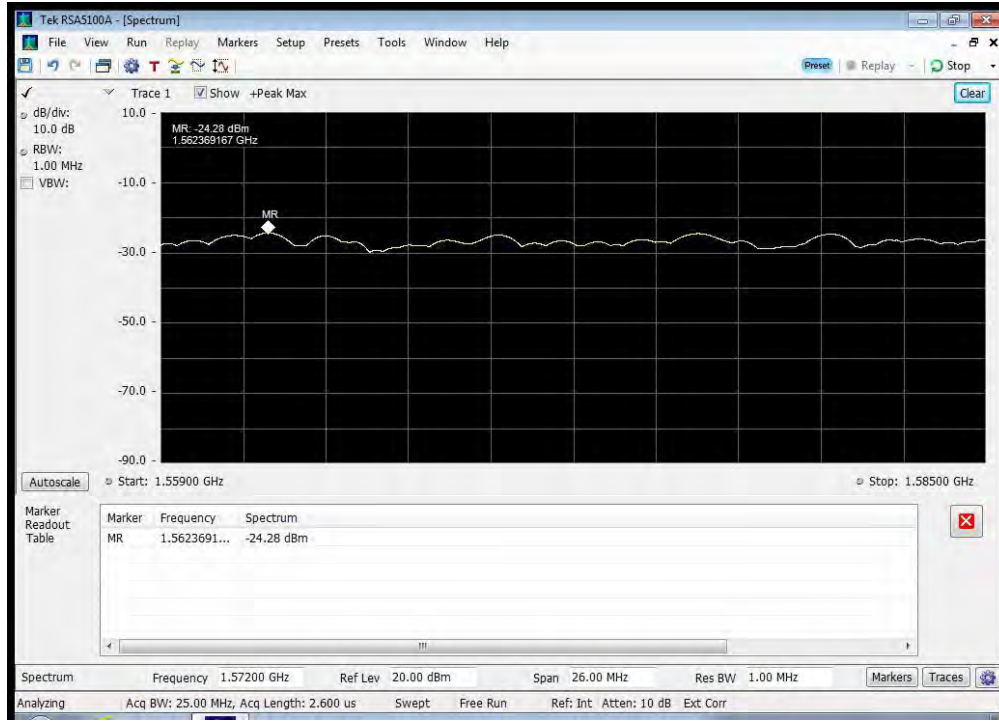 Tek RSA5100A - [Spectrum]
File View Run Replay Markers Setup Presets Tools Window Help
Preset Replay Stop
Trace 1 Show +Peak Max Clear
dB/div:
10.0 dB
RBW:
1.00 MHz
VBW:
10.0
MR: -24.28 dBm
1.562369167 GHz
-10.0
MR
-30.0
-50.0
-70.0
-90.0
Autoscale Start: 1.55900 GHz Stop: 1.58500 GHz
Marker
Readout
Table
Marker Frequency Spectrum
MR 1.5623691... -24.28 dBm
Spectrum Frequency 1.57200 GHz Ref Lev 20.00 dBm Span 26.00 MHz Res BW 1.00 MHz Markers Traces
Analyzing Acq BW: 25.00 MHz, Acq Length: 2.600 us Swept Free Run Ref: Int Atten: 10 dB Ext Corr